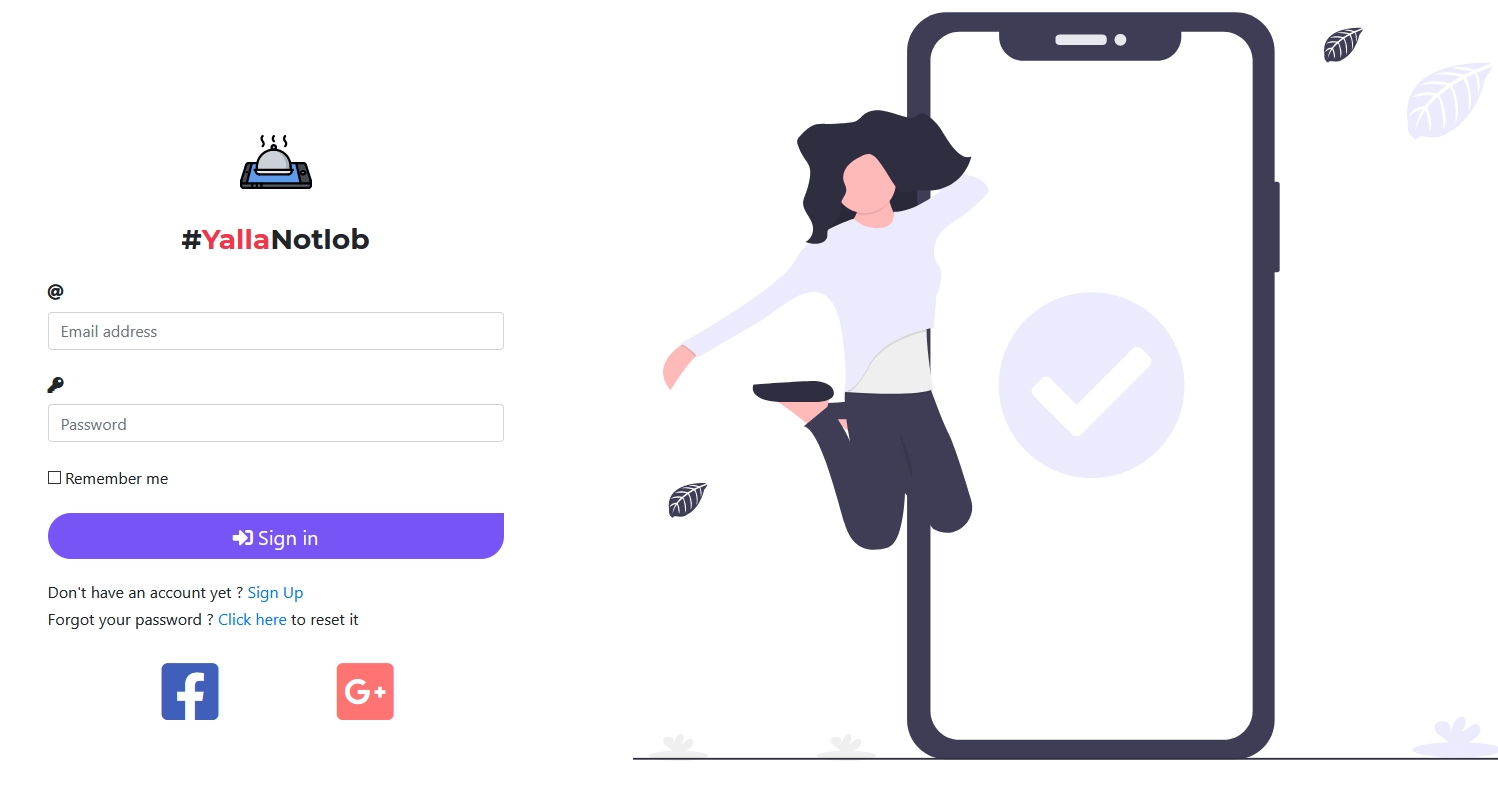 #YallaNotlob
@
Email address
Password
Remember me
Sign in
Don't have an account yet ? Sign Up
Forgot your password ? Click here to reset it
f G+